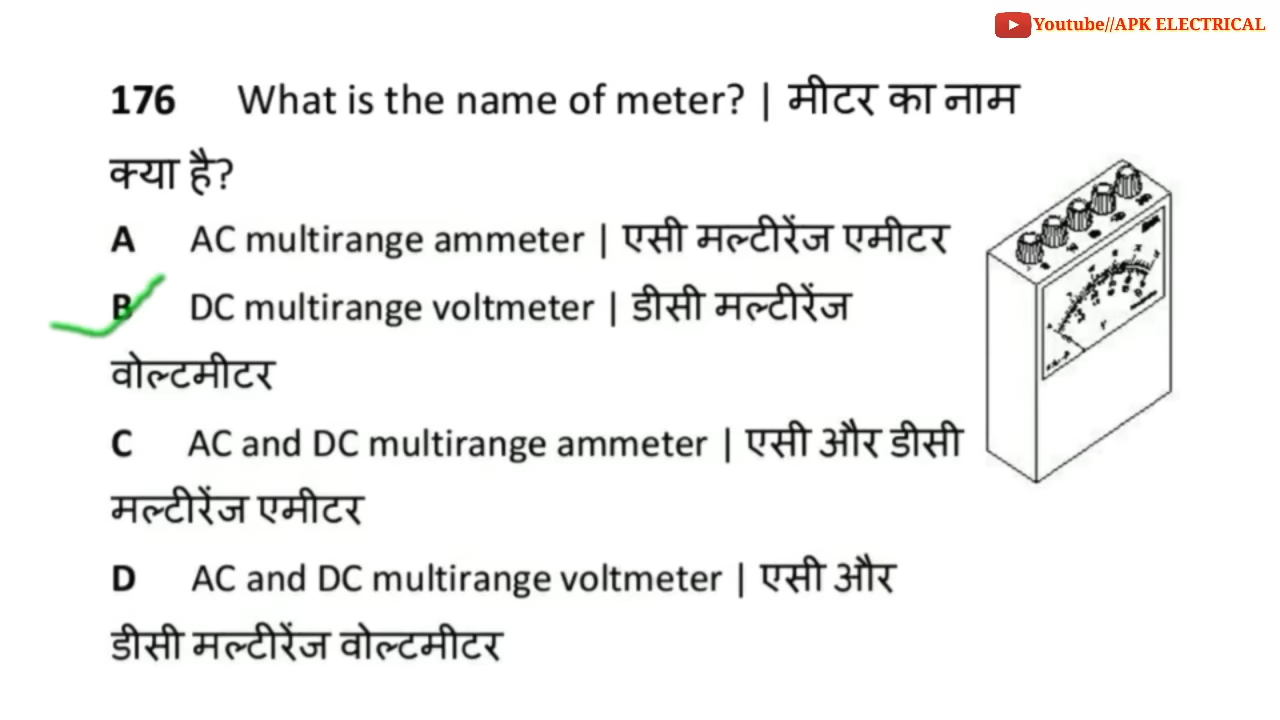 Youtube//APK ELECTRICAL
176 What is the name of meter? | मीटर का नाम
क्या है?
A AC multirange ammeter | एसी मल्टीरेंज एमीटर
B DC multirange voltmeter | डीसी मल्टीरेंज
वोल्टमीटर
C AC and DC multirange ammeter | एसी और डीसी
मल्टीरेंज एमीटर
D AC and DC multirange voltmeter | एसी और
डीसी मल्टीरेंज वोल्टमीटर